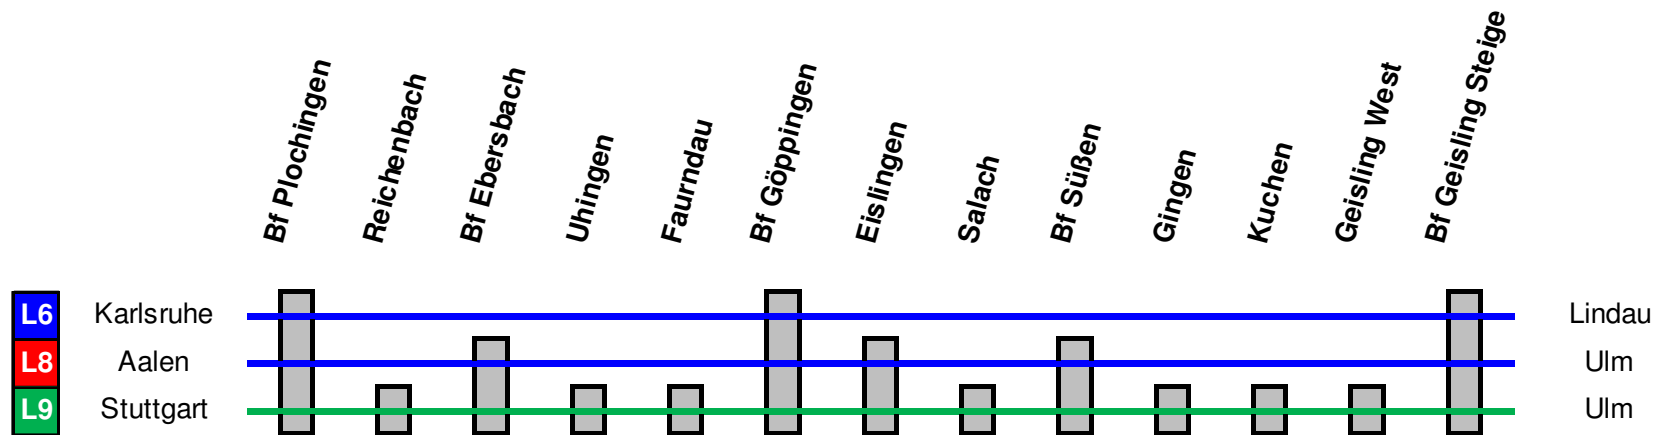 Bf Plochingen
Reichenbach
Bf Ebersbach
Uhingen
Faurndau
Bf Göppingen
Eislingen
Salach
Bf Süßen
Gingen
Kuchen
Geisling West
Bf Geisling Steige
L6 Karlsruhe Lindau
L8 Aalen Ulm
L9 Stuttgart Ulm